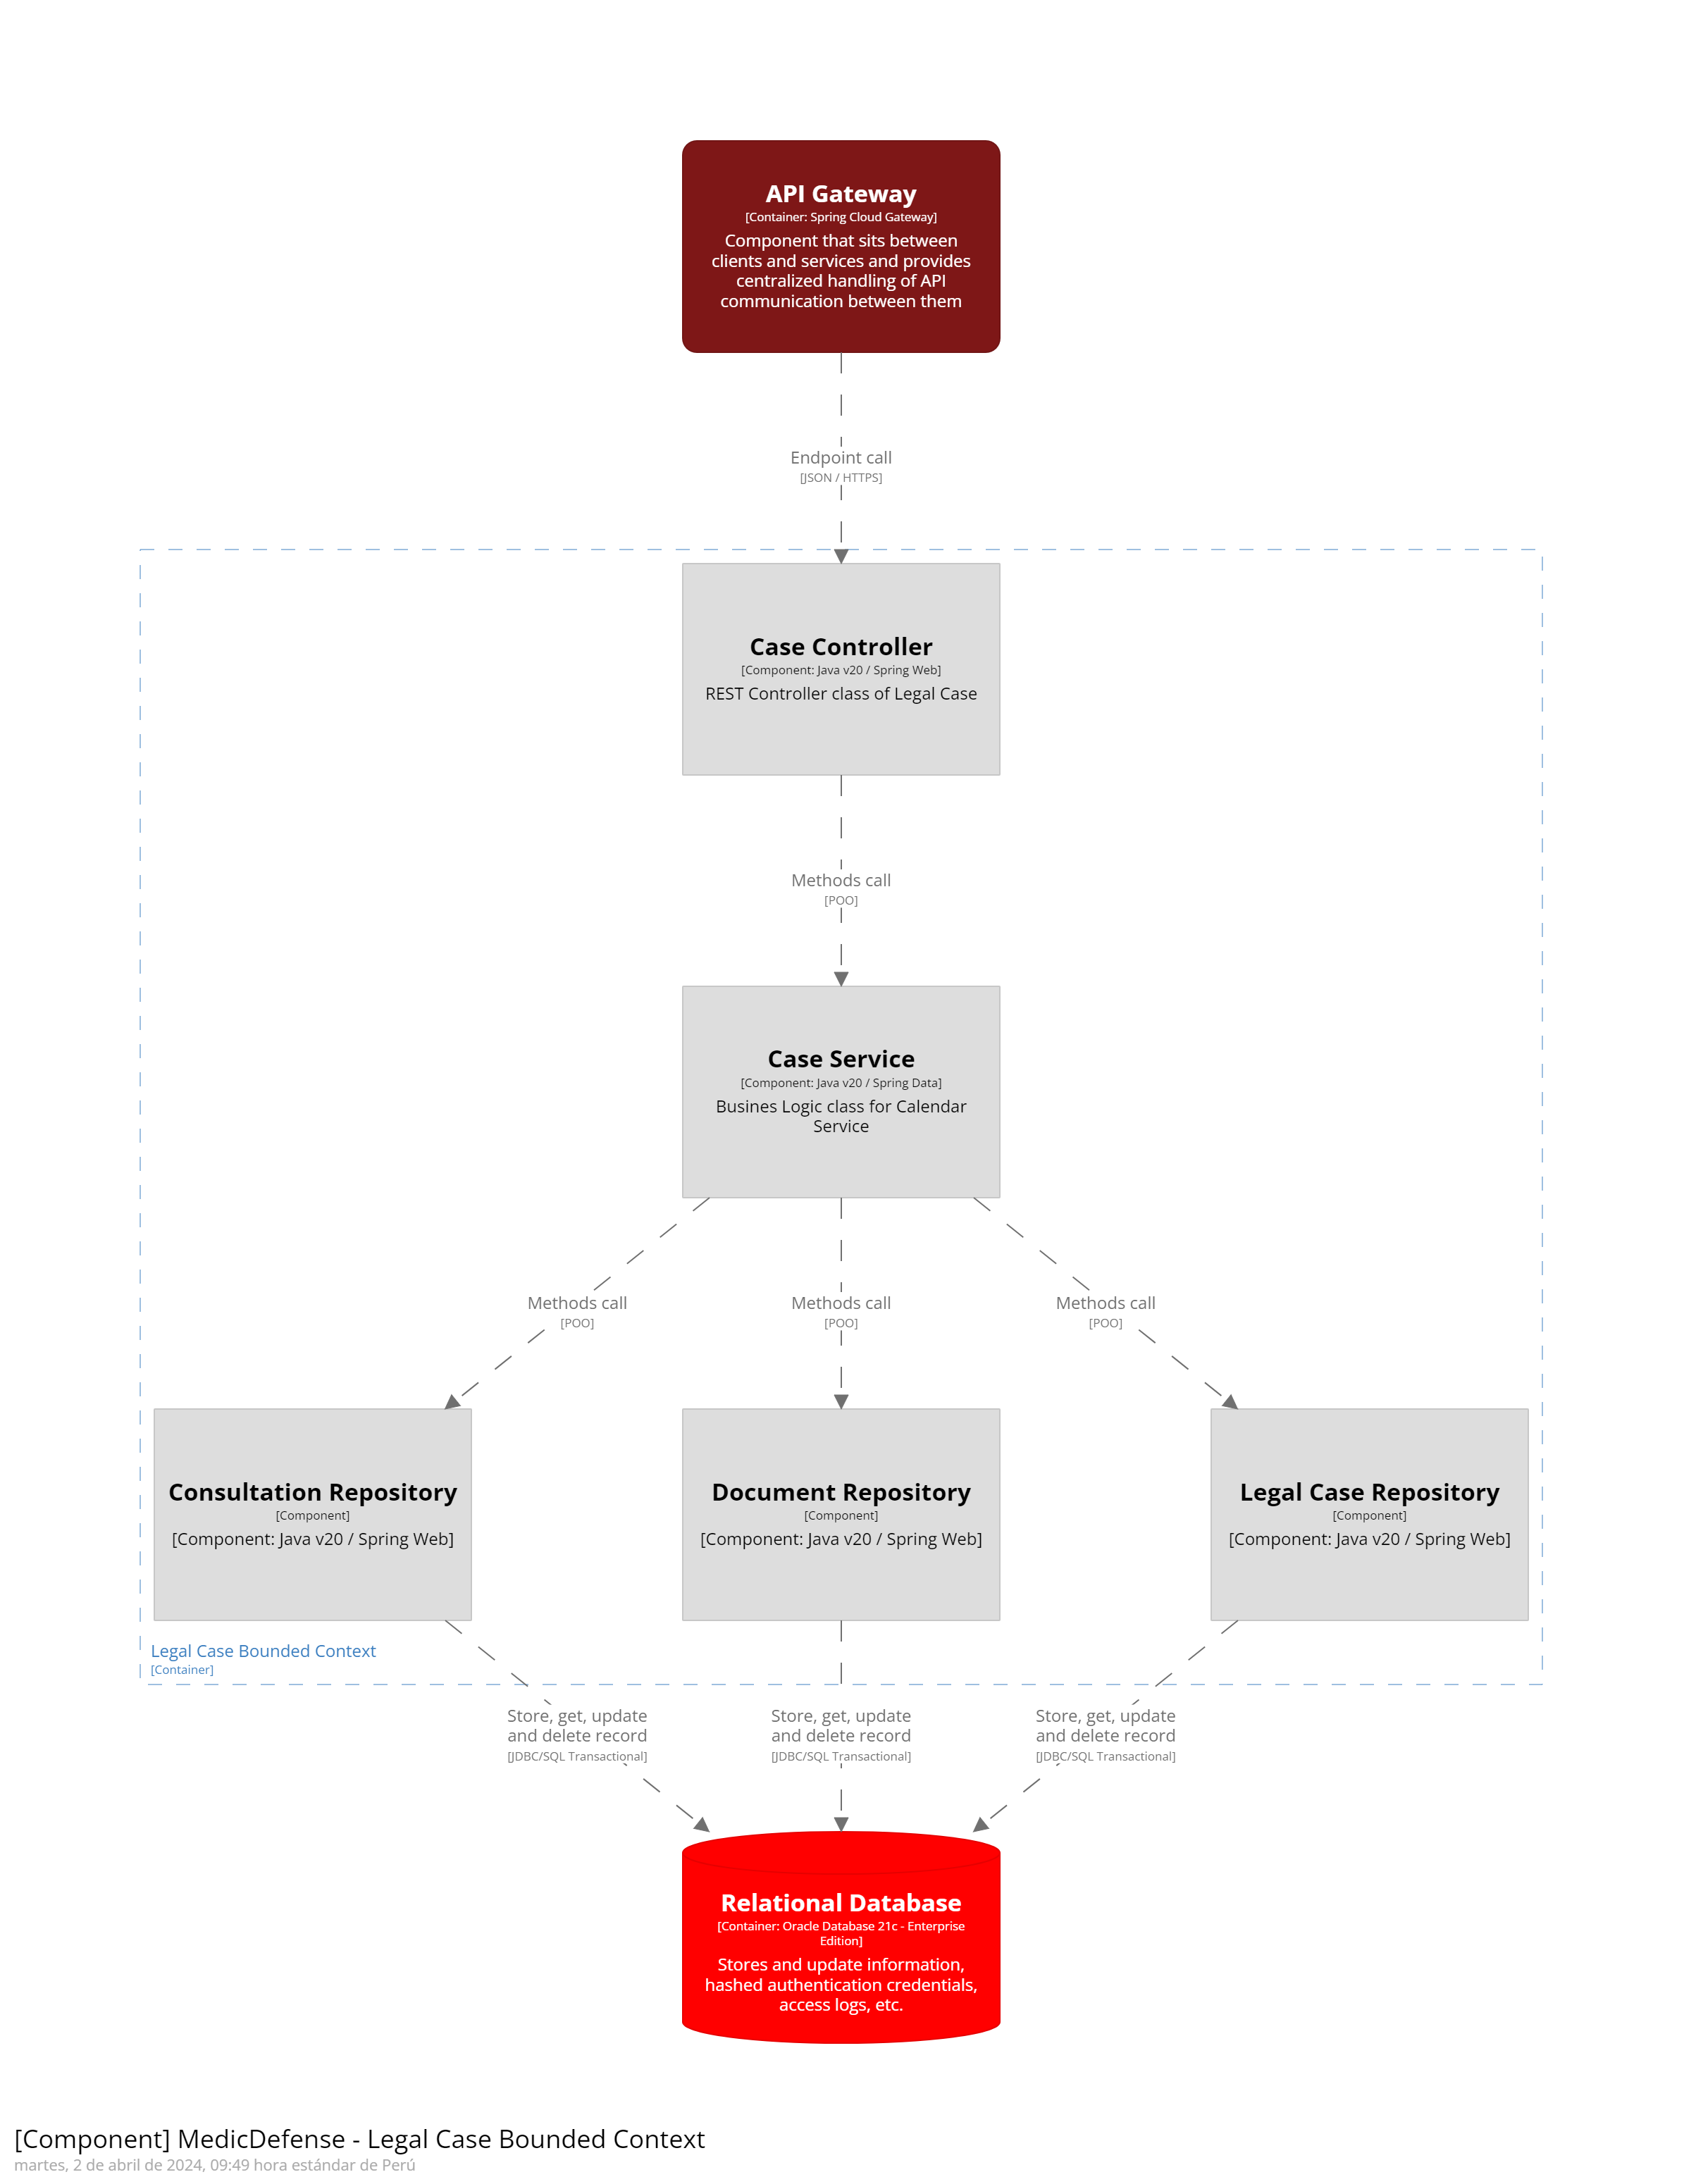 API Gateway
[Container: Spring Cloud Gateway]
Component that sits between
clients and services and provides
centralized handling of API
communication between them
Endpoint call
[JSON / HTTPS]
Case Controller
[Component: Java v20 / Spring Web]
REST Controller class of Legal Case
Methods call
[POO]
Case Service
[Component: Java v20 / Spring Data]
Busines Logic class for Calendar
Service
Methods call
[POO]
Methods call
[POO]
Methods call
[POO]
Consultation Repository
[Component]
[Component: Java v20 / Spring Web]
Document Repository
[Component]
[Component: Java v20 / Spring Web]
Legal Case Repository
[Component]
[Component: Java v20 / Spring Web]
Legal Case Bounded Context
[Container]
Store, get, update
and delete record
[JDBC/SQL Transactional]
Store, get, update
and delete record
[JDBC/SQL Transactional]
Store, get, update
and delete record
[JDBC/SQL Transactional]
Relational Database
[Container: Oracle Database 21c - Enterprise
Edition]
Stores and update information,
hashed authentication credentials,
access logs, etc.
[Component] MedicDefense - Legal Case Bounded Context
martes, 2 de abril de 2024, 09:49 hora estándar de Perú